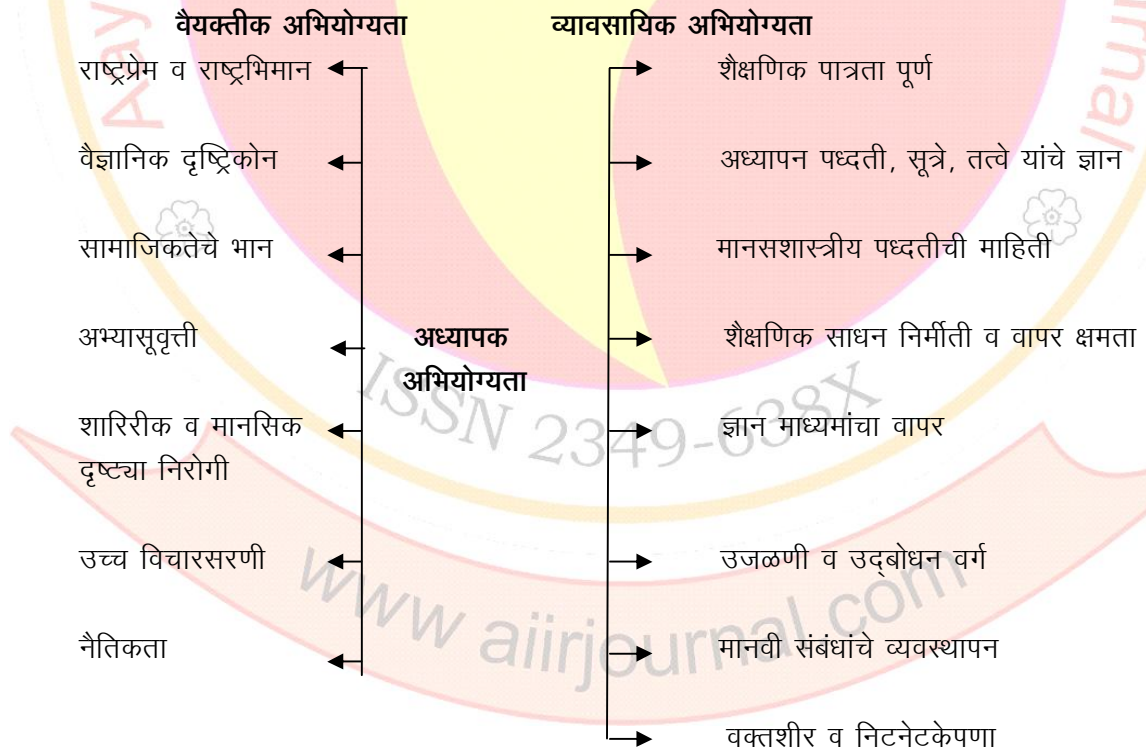 वैयक्तीक अभियोग्यता
व्यावसायिक अभियोग्यता
राष्ट्रप्रेम व राष्ट्रभिमान
शैक्षणिक पात्रता पूर्ण
वैज्ञानिक दृष्ट्रिकोन
अध्यापन पध्दती, सूत्रे, तत्वे यांचे ज्ञान
सामाजिकतेचे भान
मानसशास्त्रीय पध्दतीची माहिती
अभ्यासूवृत्ती
अध्यापक
अभियोग्यता
शैक्षणिक साधन निर्मीती व वापर क्षमता
शारिरीक व मानसिक
दृष्ट्या निरोगी
ज्ञान माध्यमांचा वापर
उच्च विचारसरणी
उजळणी व उद्‌बोधन वर्ग
नैतिकता
मानवी संबंधांचे व्यवस्थापन
वक्तशीर व निटनेटकेपणा
ISSN 2349-638X
www aiirjournal.com
Aay
urnal